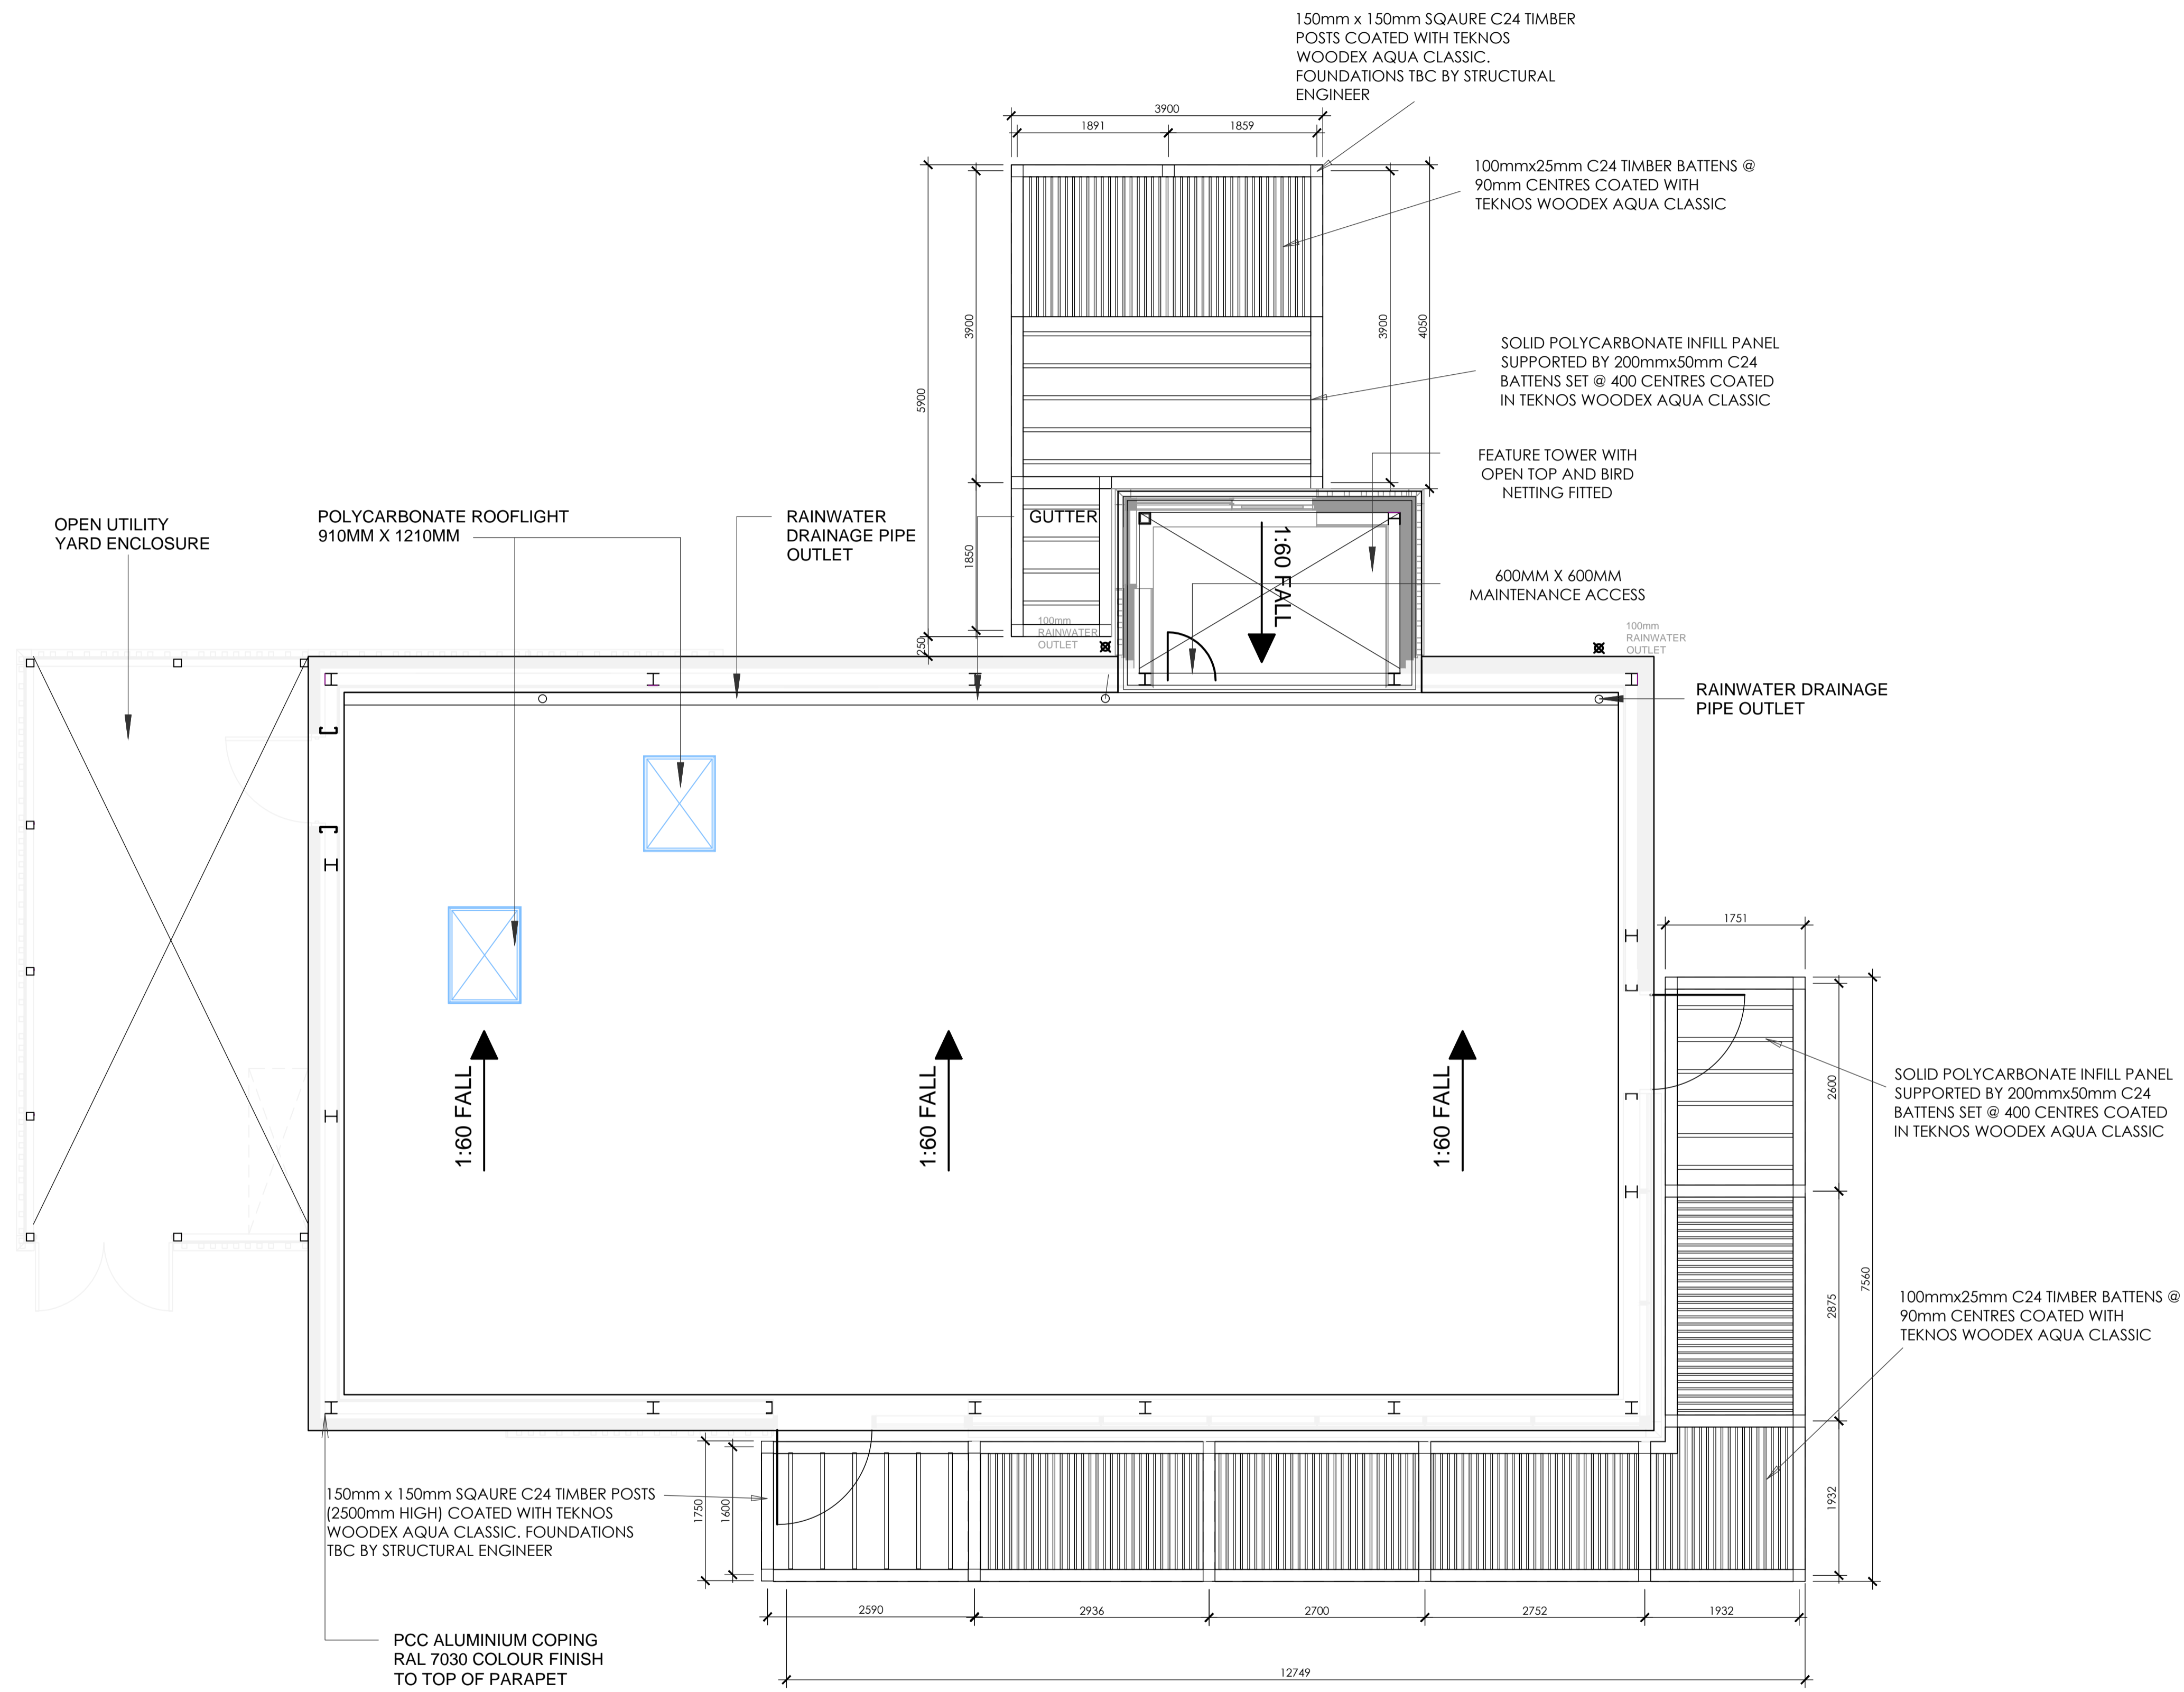 150mm x 150mm SQAURE C24 TIMBER
POSTS COATED WITH TEKNOS
WOODEX AQUA CLASSIC.
FOUNDATIONS TBC BY STRUCTURAL
ENGINEER
3900
1891
1859
100mmx25mm C24 TIMBER BATTENS @
90mm CENTRES COATED WITH
TEKNOS WOODEX AQUA CLASSIC
3900
3900
4050
5900
SOLID POLYCARBONATE INFILL PANEL
SUPPORTED BY 200mmx50mm C24
BATTENS SET @ 400 CENTRES COATED
IN TEKNOS WOODEX AQUA CLASSIC
FEATURE TOWER WITH
OPEN TOP AND BIRD
NETTING FITTED
OPEN UTILITY
YARD ENCLOSURE
POLYCARBONATE ROOFLIGHT
910MM X 1210MM
RAINWATER
DRAINAGE PIPE
OUTLET
GUTTER
1850
1:60 FALL
600MM X 600MM
MAINTENANCE ACCESS
250
100mm
RAINWATER
OUTLET
100mm
RAINWATER
OUTLET
RAINWATER DRAINAGE
PIPE OUTLET
1751
1:60 FALL
1:60 FALL
1:60 FALL
2600
SOLID POLYCARBONATE INFILL PANEL
SUPPORTED BY 200mmx50mm C24
BATTENS SET @ 400 CENTRES COATED
IN TEKNOS WOODEX AQUA CLASSIC
7560
2875
100mmx25mm C24 TIMBER BATTENS @
90mm CENTRES COATED WITH
TEKNOS WOODEX AQUA CLASSIC
1932
150mm x 150mm SQAURE C24 TIMBER POSTS
(2500mm HIGH) COATED WITH TEKNOS
WOODEX AQUA CLASSIC. FOUNDATIONS
TBC BY STRUCTURAL ENGINEER
1750
1600
2590
2936
2700
2752
1932
PCC ALUMINIUM COPING
RAL 7030 COLOUR FINISH
TO TOP OF PARAPET
12749